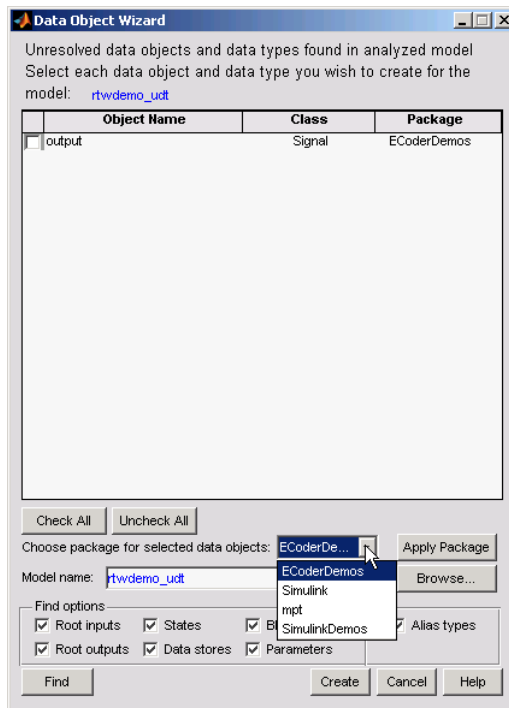 Data Object Wizard
Unresolved data objects and data types found in analyzed model
Select each data object and data type you wish to create for the
model: rtwdemo_udt
Object Name Class Package
output Signal ECoderDemos
Check All Uncheck All
Choose package for selected data objects: ECoderDe... Apply Package
ECoderDemos
Model name: rtwdemo_udt Browse...
Simulink
mpt
SimulinkDemos
Find options
Root inputs States Alias types
Root outputs Data stores Parameters
Find Create Cancel Help